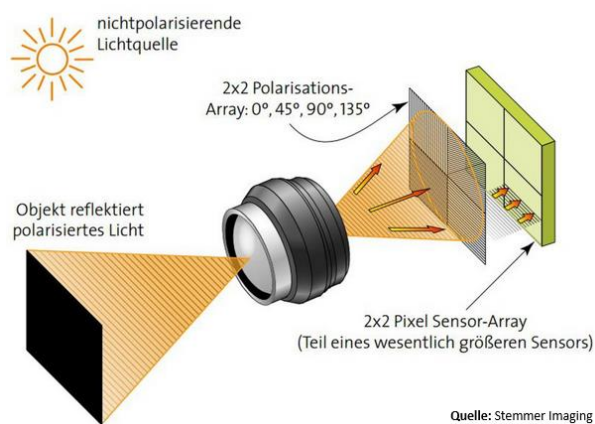 nichtpolarisierende
Lichtquelle
2x2 Polarisations-
Array: 0°, 45°, 90°, 135°
Objekt reflektiert
polarisiertes Licht
2x2 Pixel Sensor-Array
(Teil eines wesentlich größeren Sensors)
Quelle: Stemmer Imaging